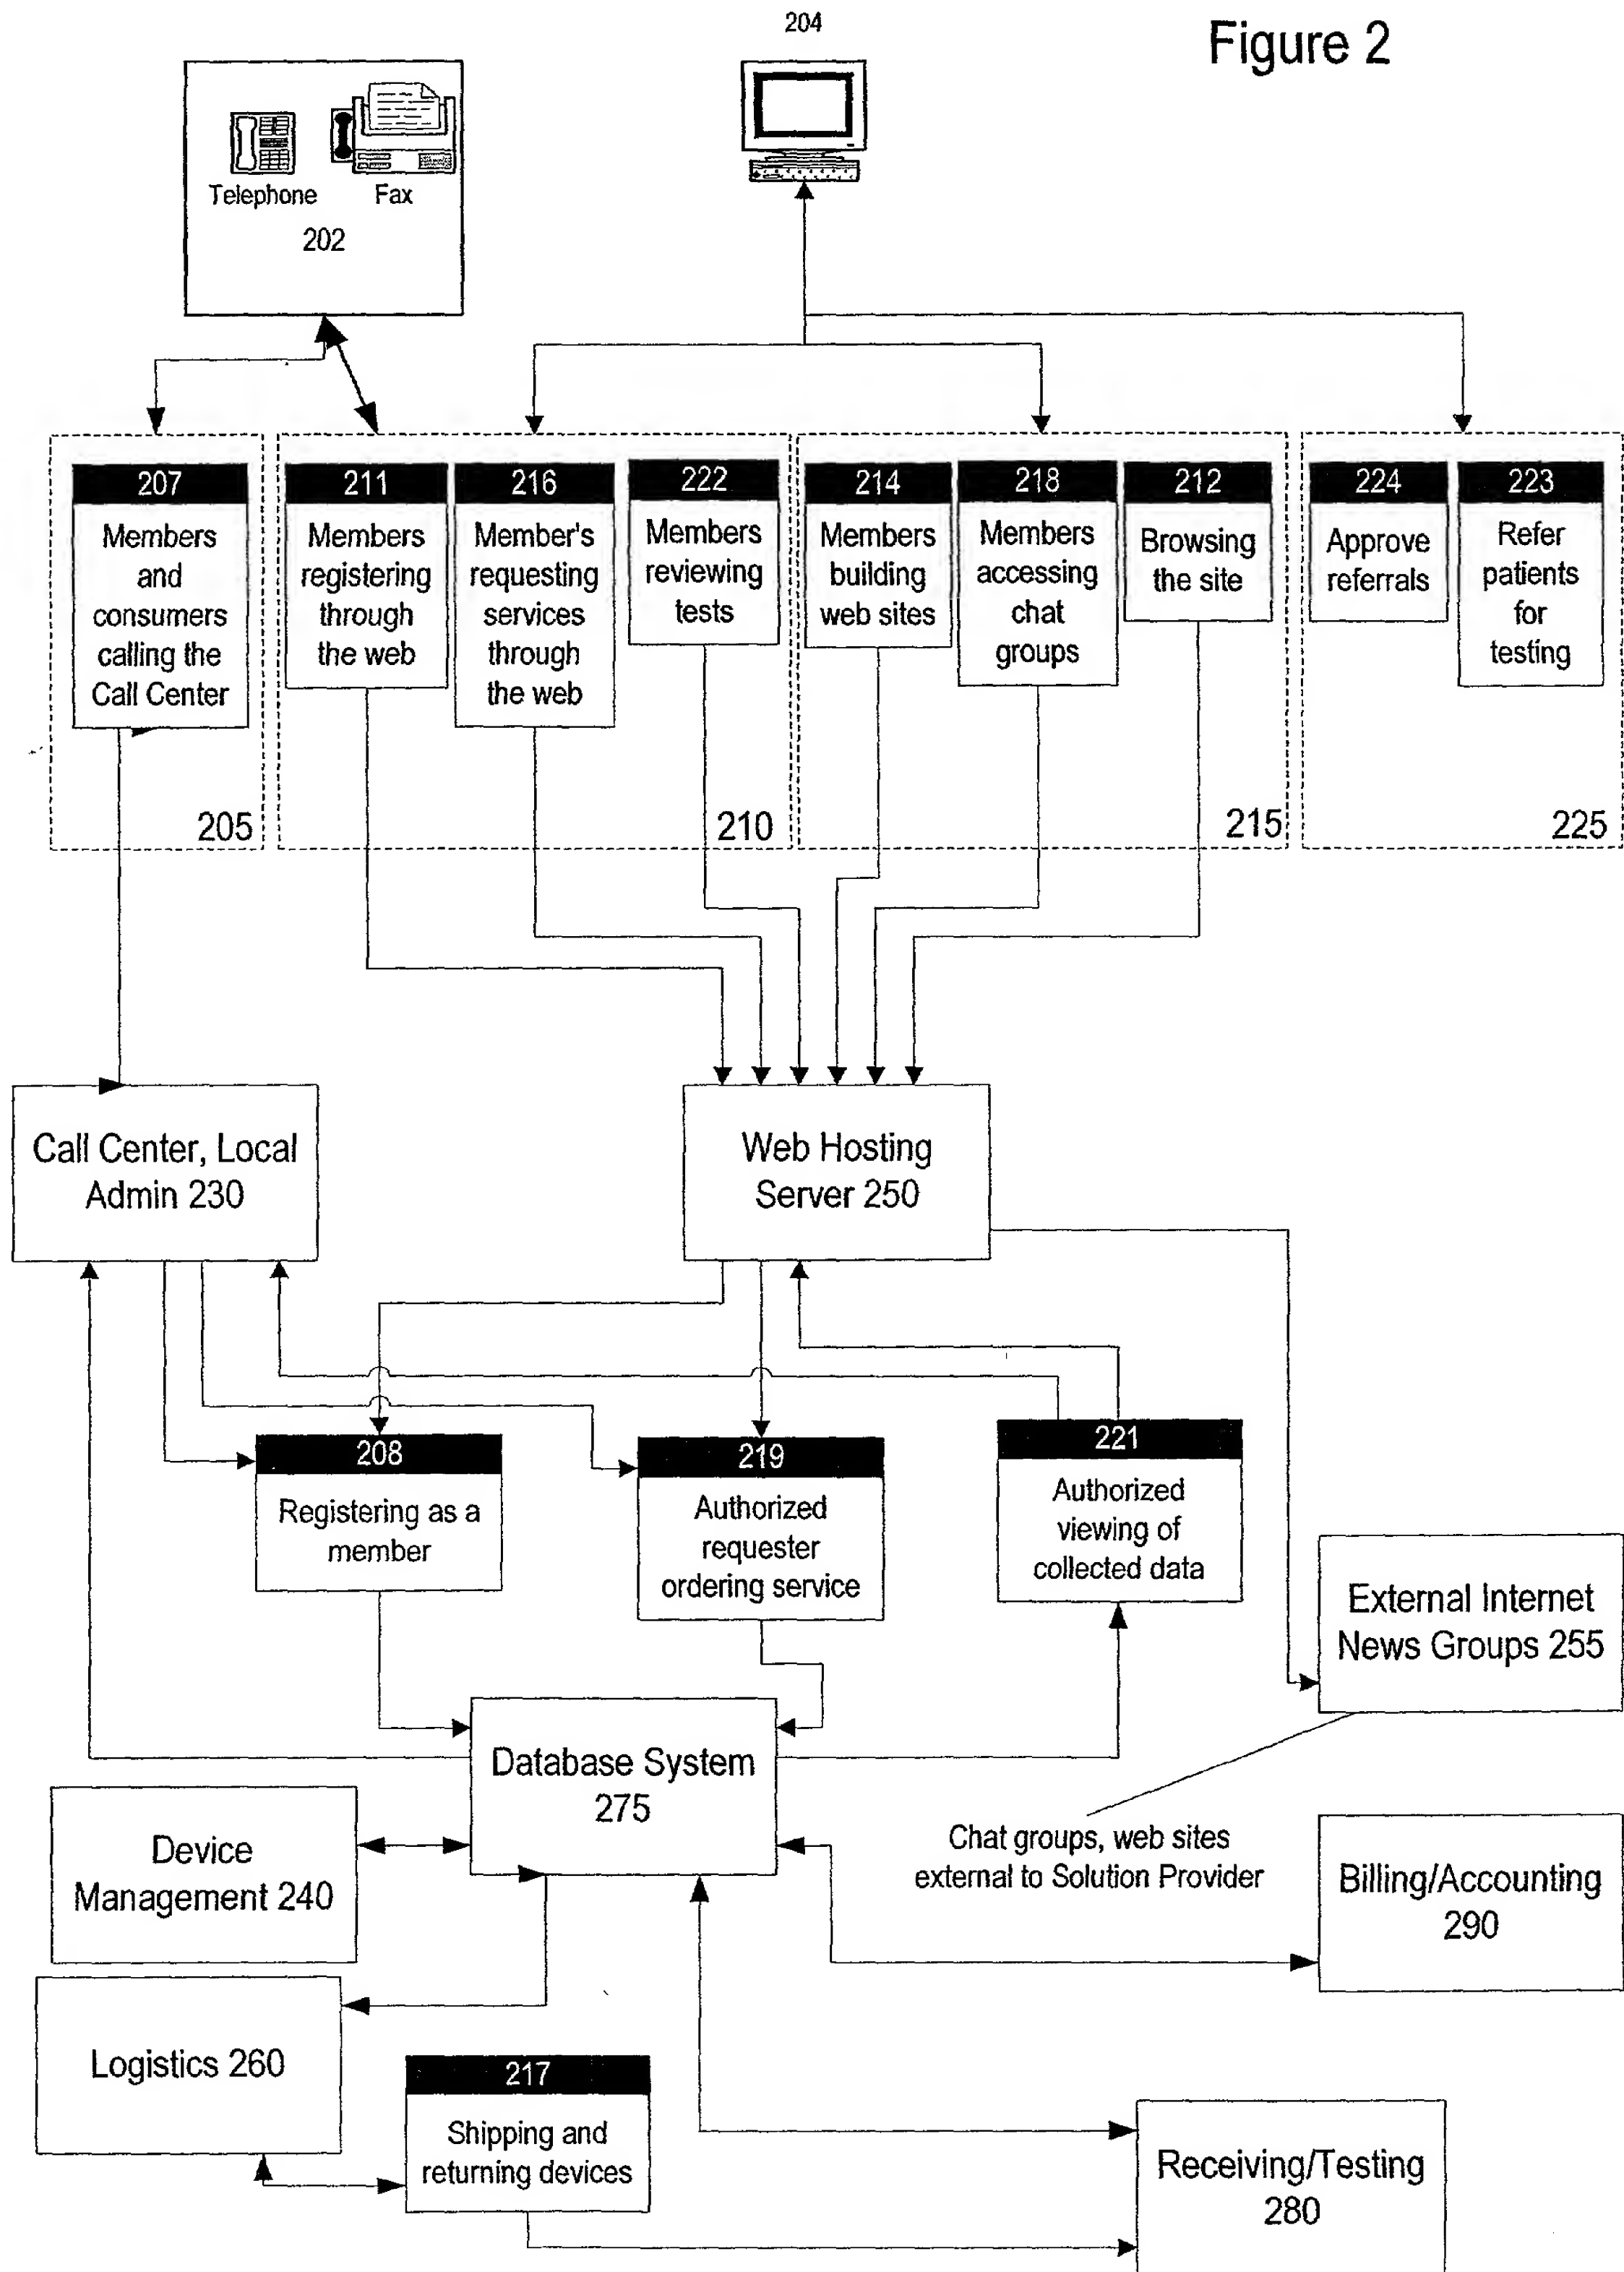 Figure 2
204
Telephone
Fax
202
207
Members
and
consumers
calling the
Call Center
205
211
Members
registering
through
the web
216
Member's
requesting
services
through
the web
222
Members
reviewing
tests
210
214
Members
building
web sites
218
Members
accessing
chat
groups
212
Browsing
the site
215
224
Approve
referrals
223
Refer
patients
for
testing
225
Call Center, Local
Admin 230
Web Hosting
Server 250
208
Registering as a
member
219
Authorized
requester
ordering service
221
Authorized
viewing of
collected data
External Internet
News Groups 255
Database System
275
Chat groups, web sites
external to Solution Provider
Device
Management 240
Billing/Accounting
290
Logistics 260
217
Shipping and
returning devices
Receiving/Testing
280